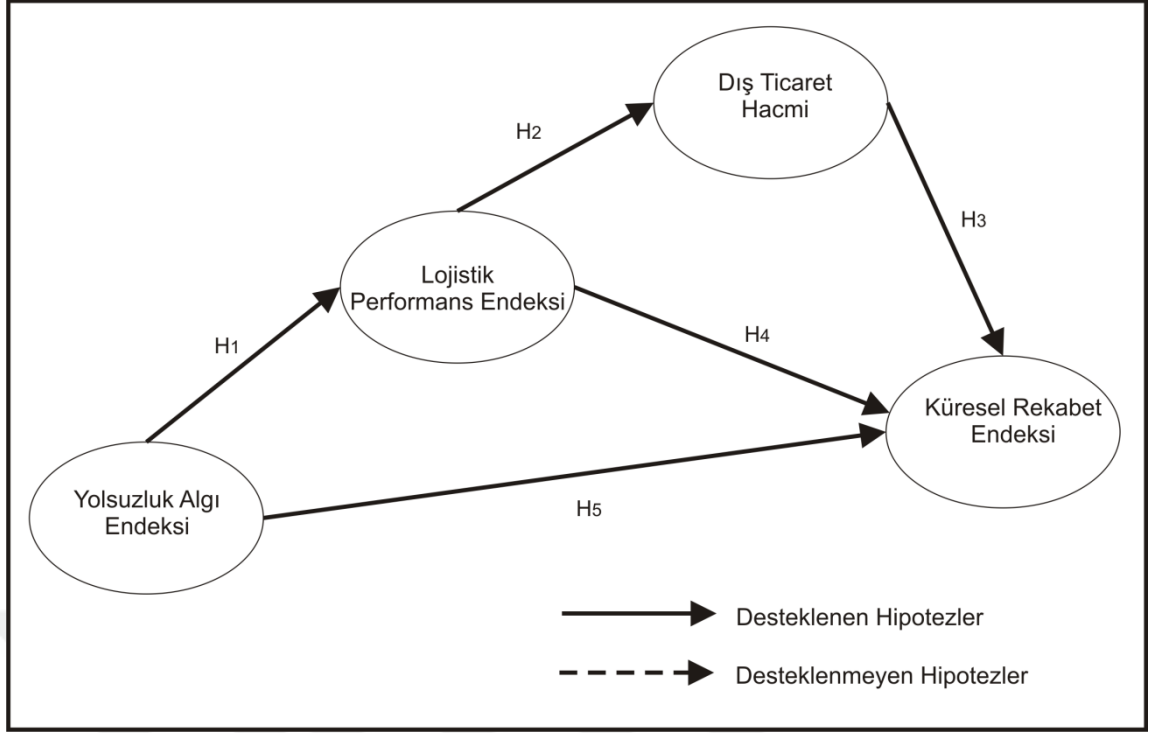 Dış Ticaret
Hacmi
H2
H3
Lojistik
Performans Endeksi
H1
H4
Küresel Rekabet
Endeksi
Yolsuzluk Algı
Endeksi
H5
Desteklenen Hipotezler
Desteklenmeyen Hipotezler